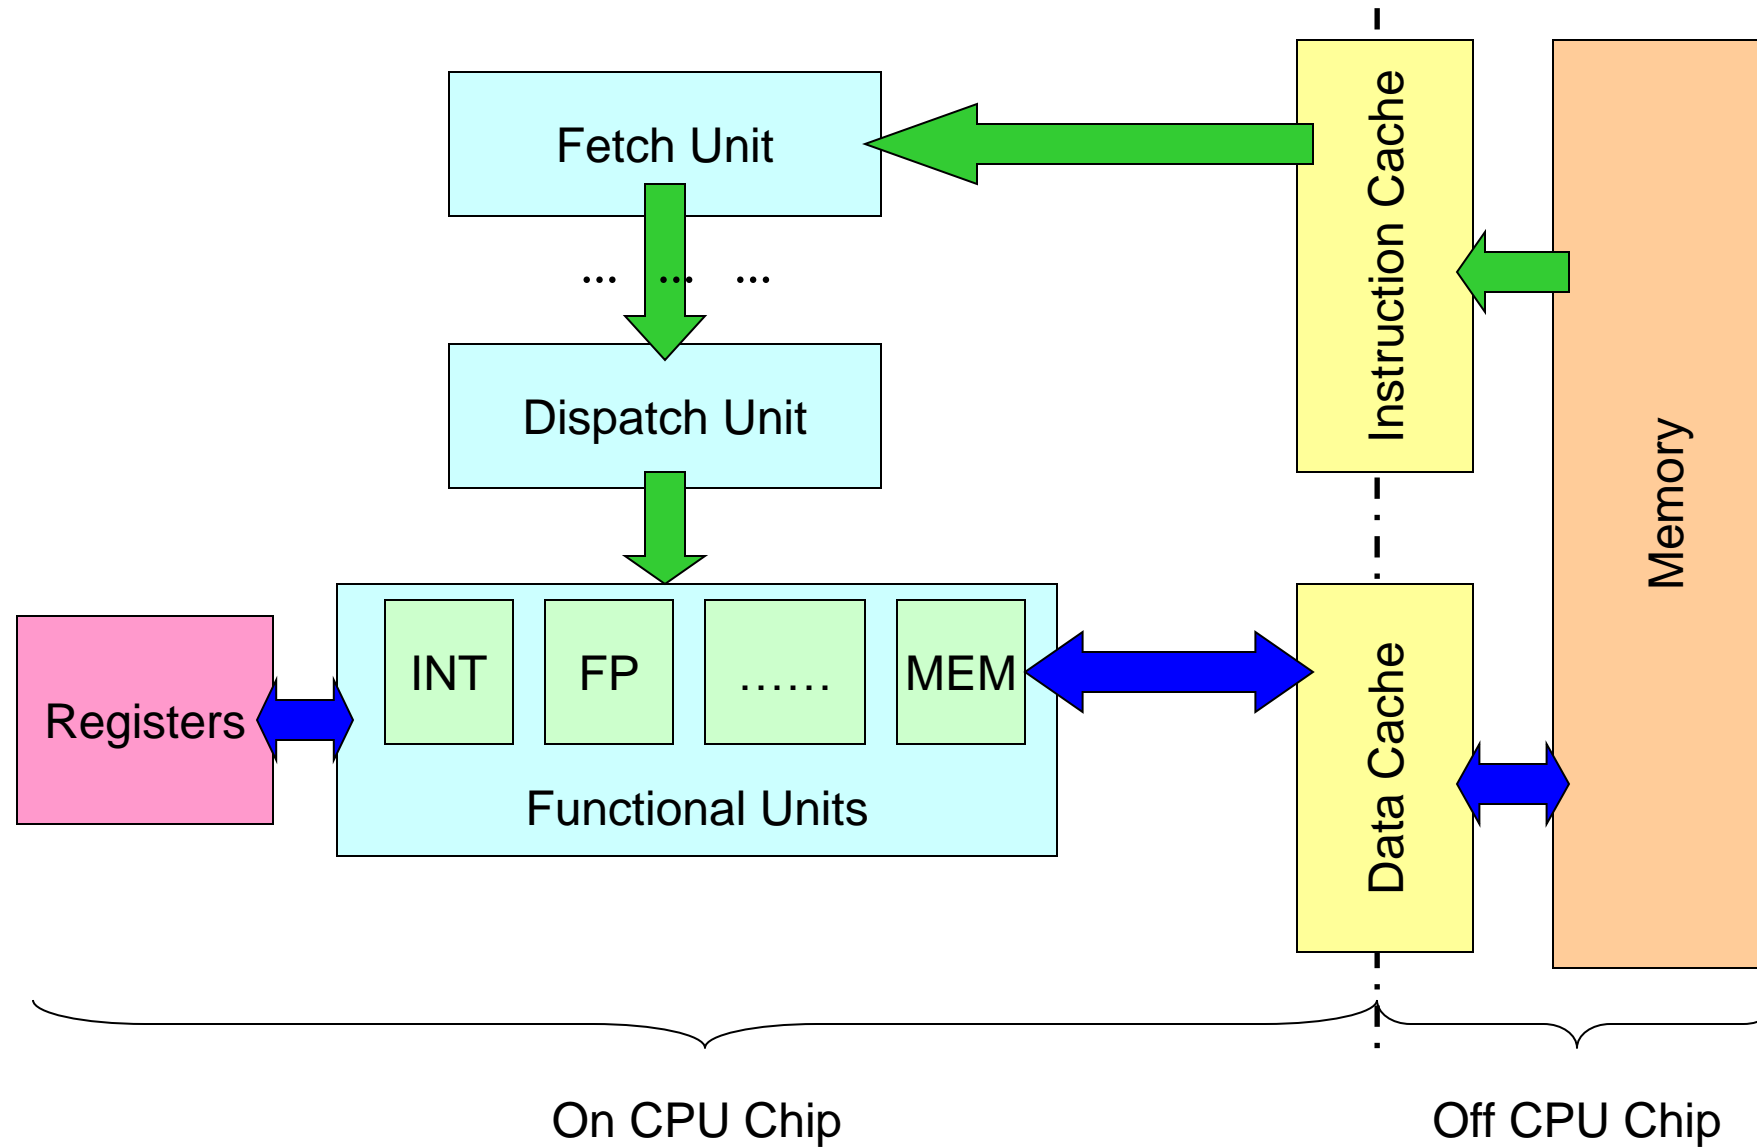 Fetch Unit
Instruction Cache
... ... ...
Dispatch Unit
Memory
INT
FP
......
MEM
Registers
Functional Units
Data Cache
On CPU Chip
Off CPU Chip